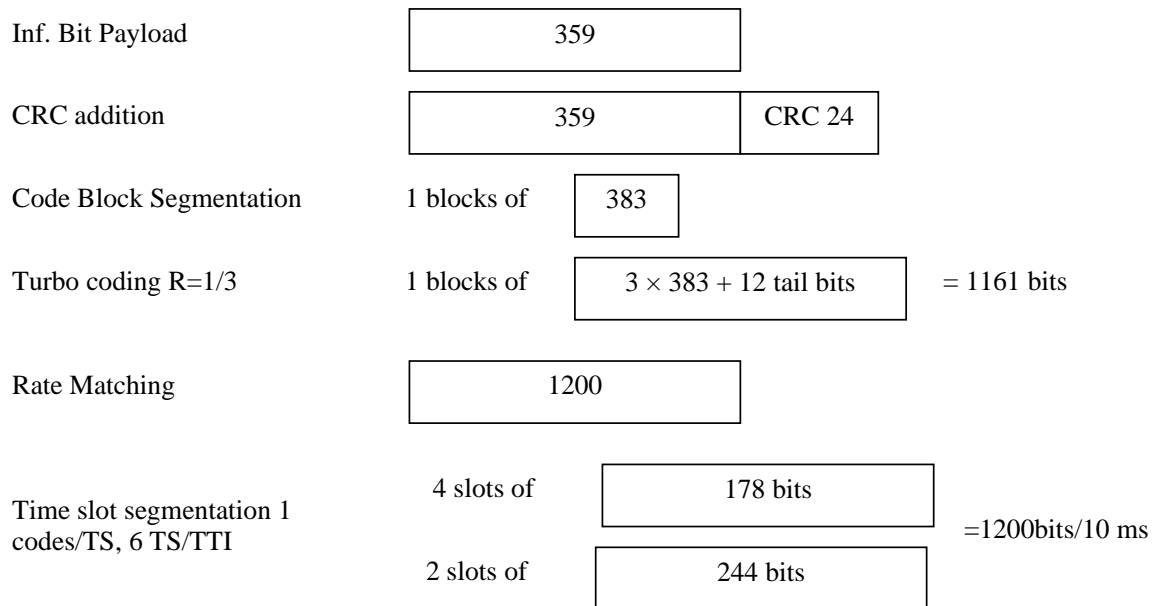 Inf. Bit Payload 359
CRC addition 359 CRC 24
Code Block Segmentation 1 blocks of 383
Turbo coding R=1/3 1 blocks of 3 × 383 + 12 tail bits = 1161 bits
Rate Matching 1200
4 slots of 178 bits
Time slot segmentation 1
codes/TS, 6 TS/TTI
=1200bits/10 ms
2 slots of 244 bits